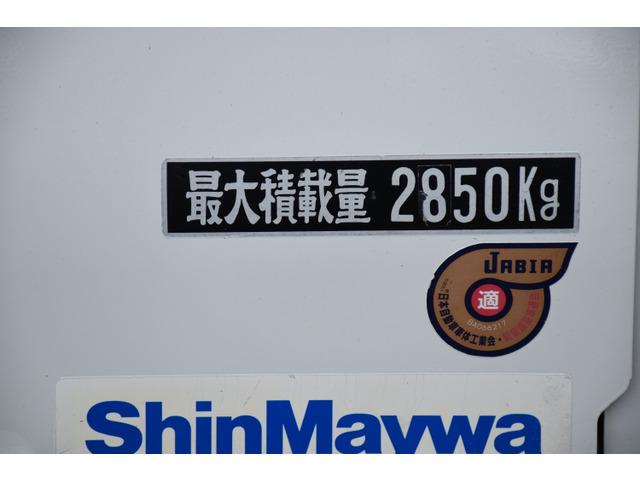 最大積載量 2850Kg
JABIA
適
日本自動車車体工業会・
ShinMaywa